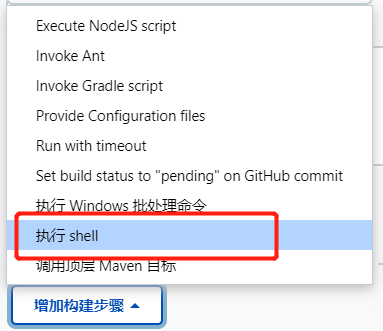 Execute NodeJS script
Invoke Ant
Invoke Gradle script
Provide Configuration files
Run with timeout
Set build status to "pending" on GitHub commit
执行 Windows 批处理命令
执行 shell
调用顶层 Maven 目标
增加构建步骤